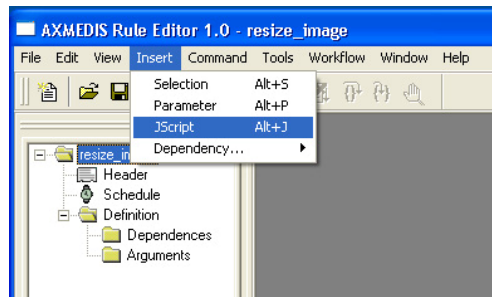 AXMEDIS Rule Editor 1.0 - resize_image
File Edit View Insert Command Tools Workflow Window Help
Selection Alt+S
Parameter Alt+P
JScript Alt+J
Dependency...
resize_in
Header
Schedule
Definition
Dependences
Arguments